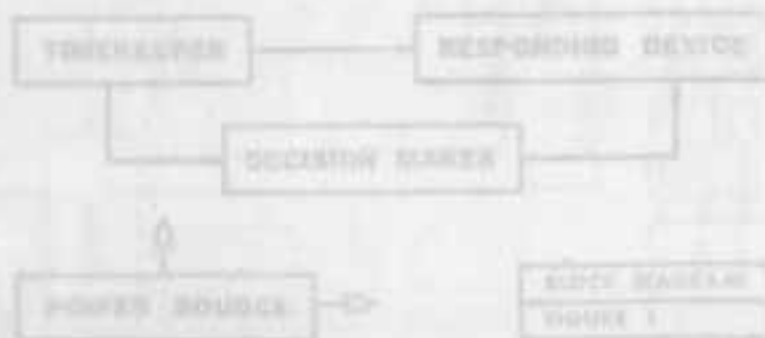 TIMEKEEPER
RESPONDING DEVICE
DECISION MAKER
POWER SOURCE
BLOCK DIAGRAM
FIGURE 1